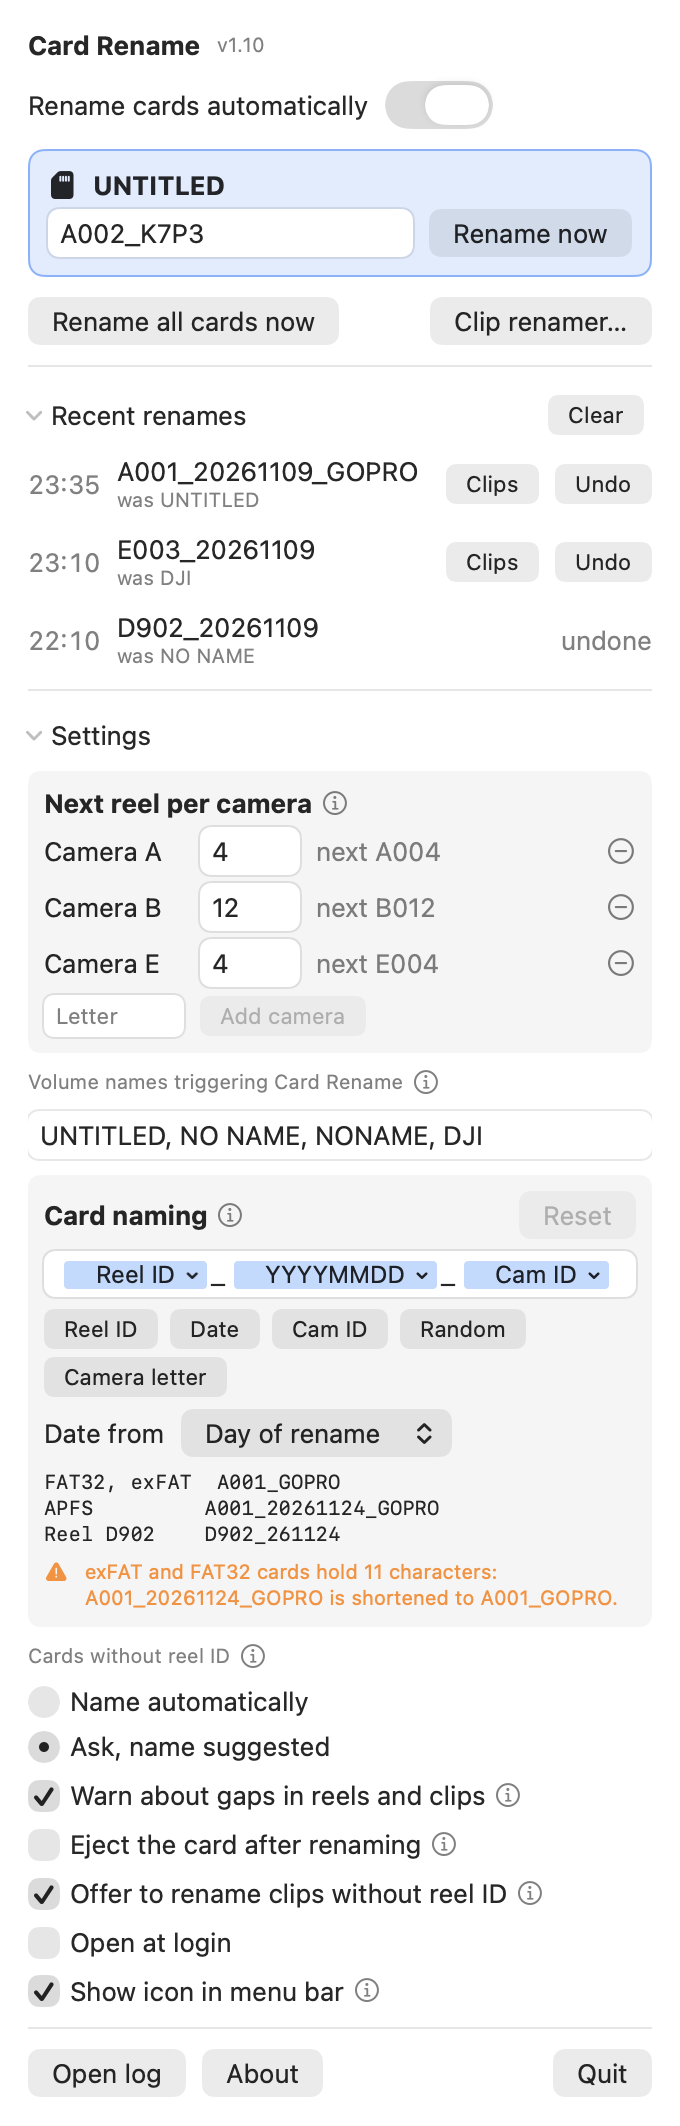 Card Rename v1.10
Rename cards automatically
UNTITLED
A002_K7P3 Rename now
Rename all cards now Clip renamer...
Recent renames Clear
23:35 A001_20261109_GOPRO Clips Undo
was UNTITLED
23:10 E003_20261109 Clips Undo
was DJI
22:10 D902_20261109 undone
was NO NAME
Settings
Next reel per camera
Camera A 4 next A004
Camera B 12 next B012
Camera E 4 next E004
Letter Add camera
Volume names triggering Card Rename
UNTITLED, NO NAME, NONAME, DJI
Card naming Reset
Reel ID _ YYYYMMDD _ Cam ID
Reel ID Date Cam ID Random
Camera letter
Date from Day of rename
FAT32, exFAT A001_GOPRO
APFS A001_20261124_GOPRO
Reel D902 D902_261124
exFAT and FAT32 cards hold 11 characters:
A001_20261124_GOPRO is shortened to A001_GOPRO.
Cards without reel ID
Name automatically
Ask, name suggested
Warn about gaps in reels and clips
Eject the card after renaming
Offer to rename clips without reel ID
Open at login
Show icon in menu bar
Open log About Quit